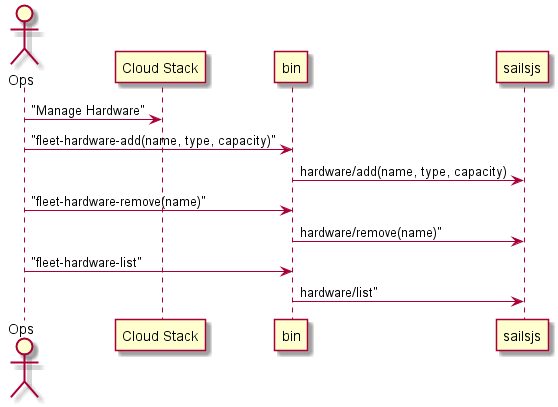 Ops
Cloud Stack
bin
sailsjs
"Manage Hardware"
"fleet-hardware-add(name, type, capacity)"
hardware/add(name, type, capacity)
"fleet-hardware-remove(name)"
hardware/remove(name)"
"fleet-hardware-list"
hardware/list"
Ops
Cloud Stack
bin
sailsjs